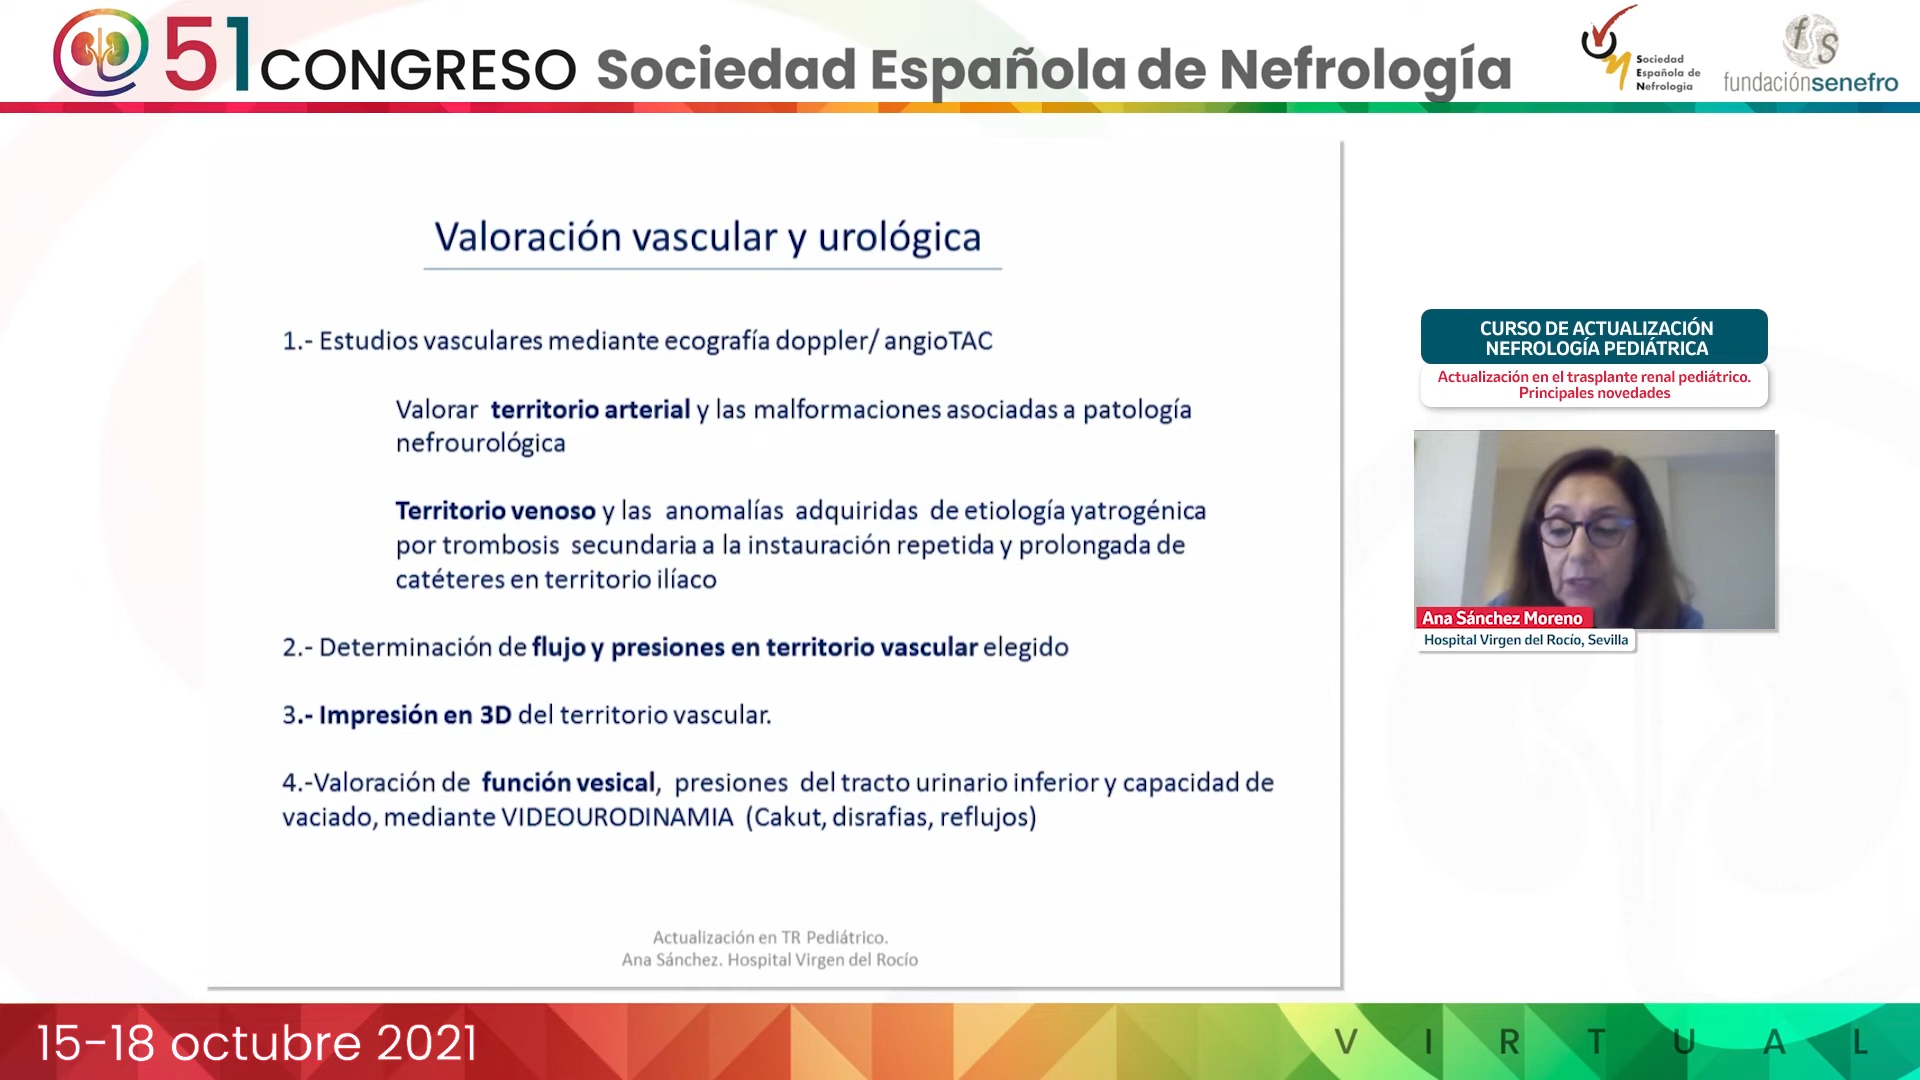 51 CONGRESO Sociedad Española de Nefrología
Sociedad
Española de
Nefrología
fs
fundaciónsenefro
Valoración vascular y urológica
1.- Estudios vasculares mediante ecografía doppler/ angioTAC
Valorar territorio arterial y las malformaciones asociadas a patología
nefrourológica
Territorio venoso y las anomalías adquiridas de etiología yatrogénica
por trombosis secundaria a la instauración repetida y prolongada de
catéteres en territorio ilíaco
2.- Determinación de flujo y presiones en territorio vascular elegido
3.- Impresión en 3D del territorio vascular.
4.-Valoración de función vesical, presiones del tracto urinario inferior y capacidad de
vaciado, mediante VIDEOURODINAMIA (Cakut, disrafias, reflujos)
Actualización en TR Pediátrico.
Ana Sánchez. Hospital Virgen del Rocío
CURSO DE ACTUALIZACIÓN
NEFROLOGÍA PEDIÁTRICA
Actualización en el trasplante renal pediátrico.
Principales novedades
Ana Sánchez Moreno
Hospital Virgen del Rocío, Sevilla
15-18 octubre 2021
VIRTUAL